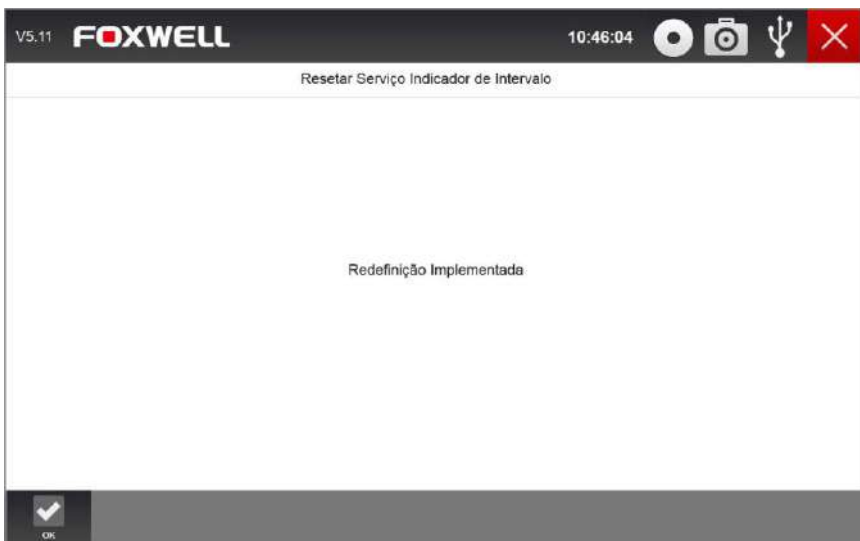 V5.11 FOXWELL 10:46:04
Resetar Serviço Indicador de Intervalo
Redefinição Implementada
OK